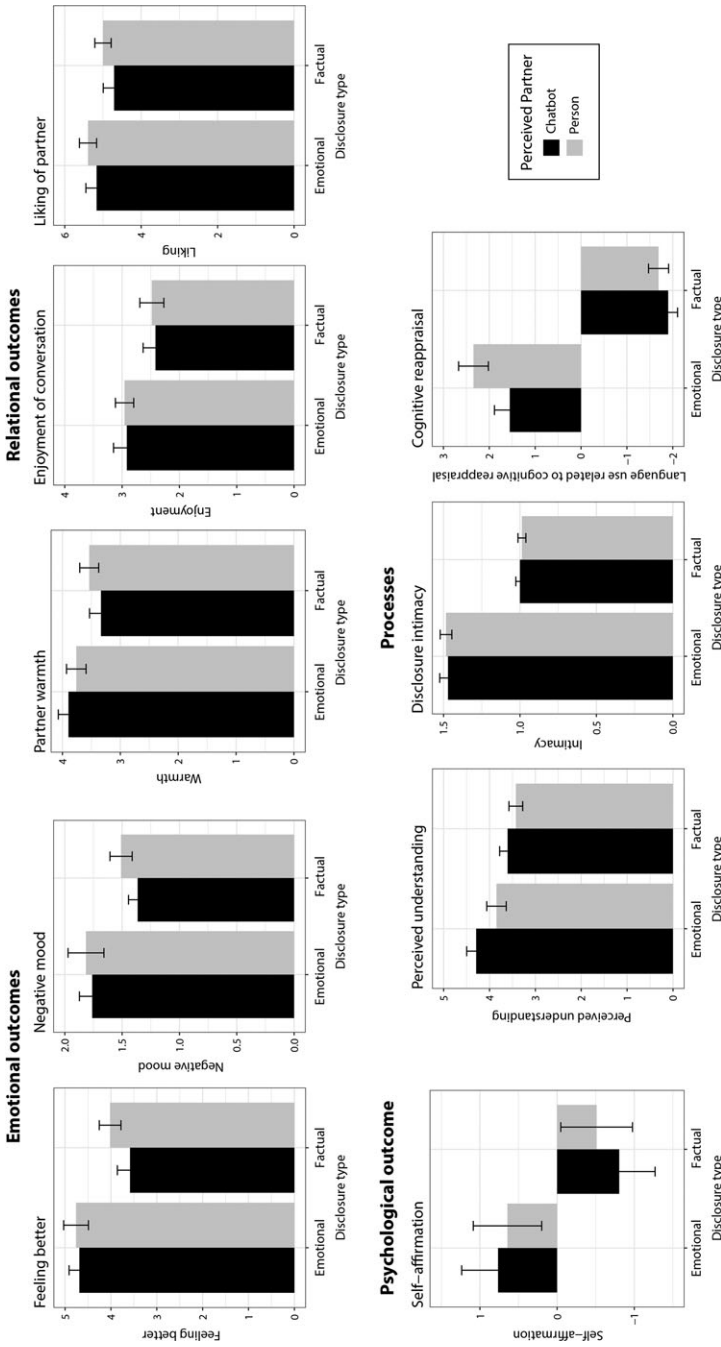 Emotional outcomes
Feeling better
Feeling better
5
4
3
2
1
0
Emotional
Factual
Disclosure type
Negative mood
Negative mood
2.0
1.5
1.0
0.5
0.0
Emotional
Factual
Disclosure type
Relational outcomes
Partner warmth
Warmth
4
3
2
1
0
Emotional
Factual
Disclosure type
Enjoyment of conversation
Enjoyment
4
3
2
1
0
Emotional
Factual
Disclosure type
Liking of partner
Liking
6
4
2
0
Emotional
Factual
Disclosure type
Psychological outcome
Self-affirmation
Self-affirmation
1
0
-1
Emotional
Factual
Disclosure type
Processes
Perceived understanding
Perceived understanding
5
4
3
2
1
0
Emotional
Factual
Disclosure type
Disclosure intimacy
Intimacy
1.5
1.0
0.5
0.0
Emotional
Factual
Disclosure type
Cognitive reappraisal
Language use related to cognitive reappraisal
3
2
1
0
-1
-2
Emotional
Factual
Disclosure type
Perceived Partner
Chatbot
Person